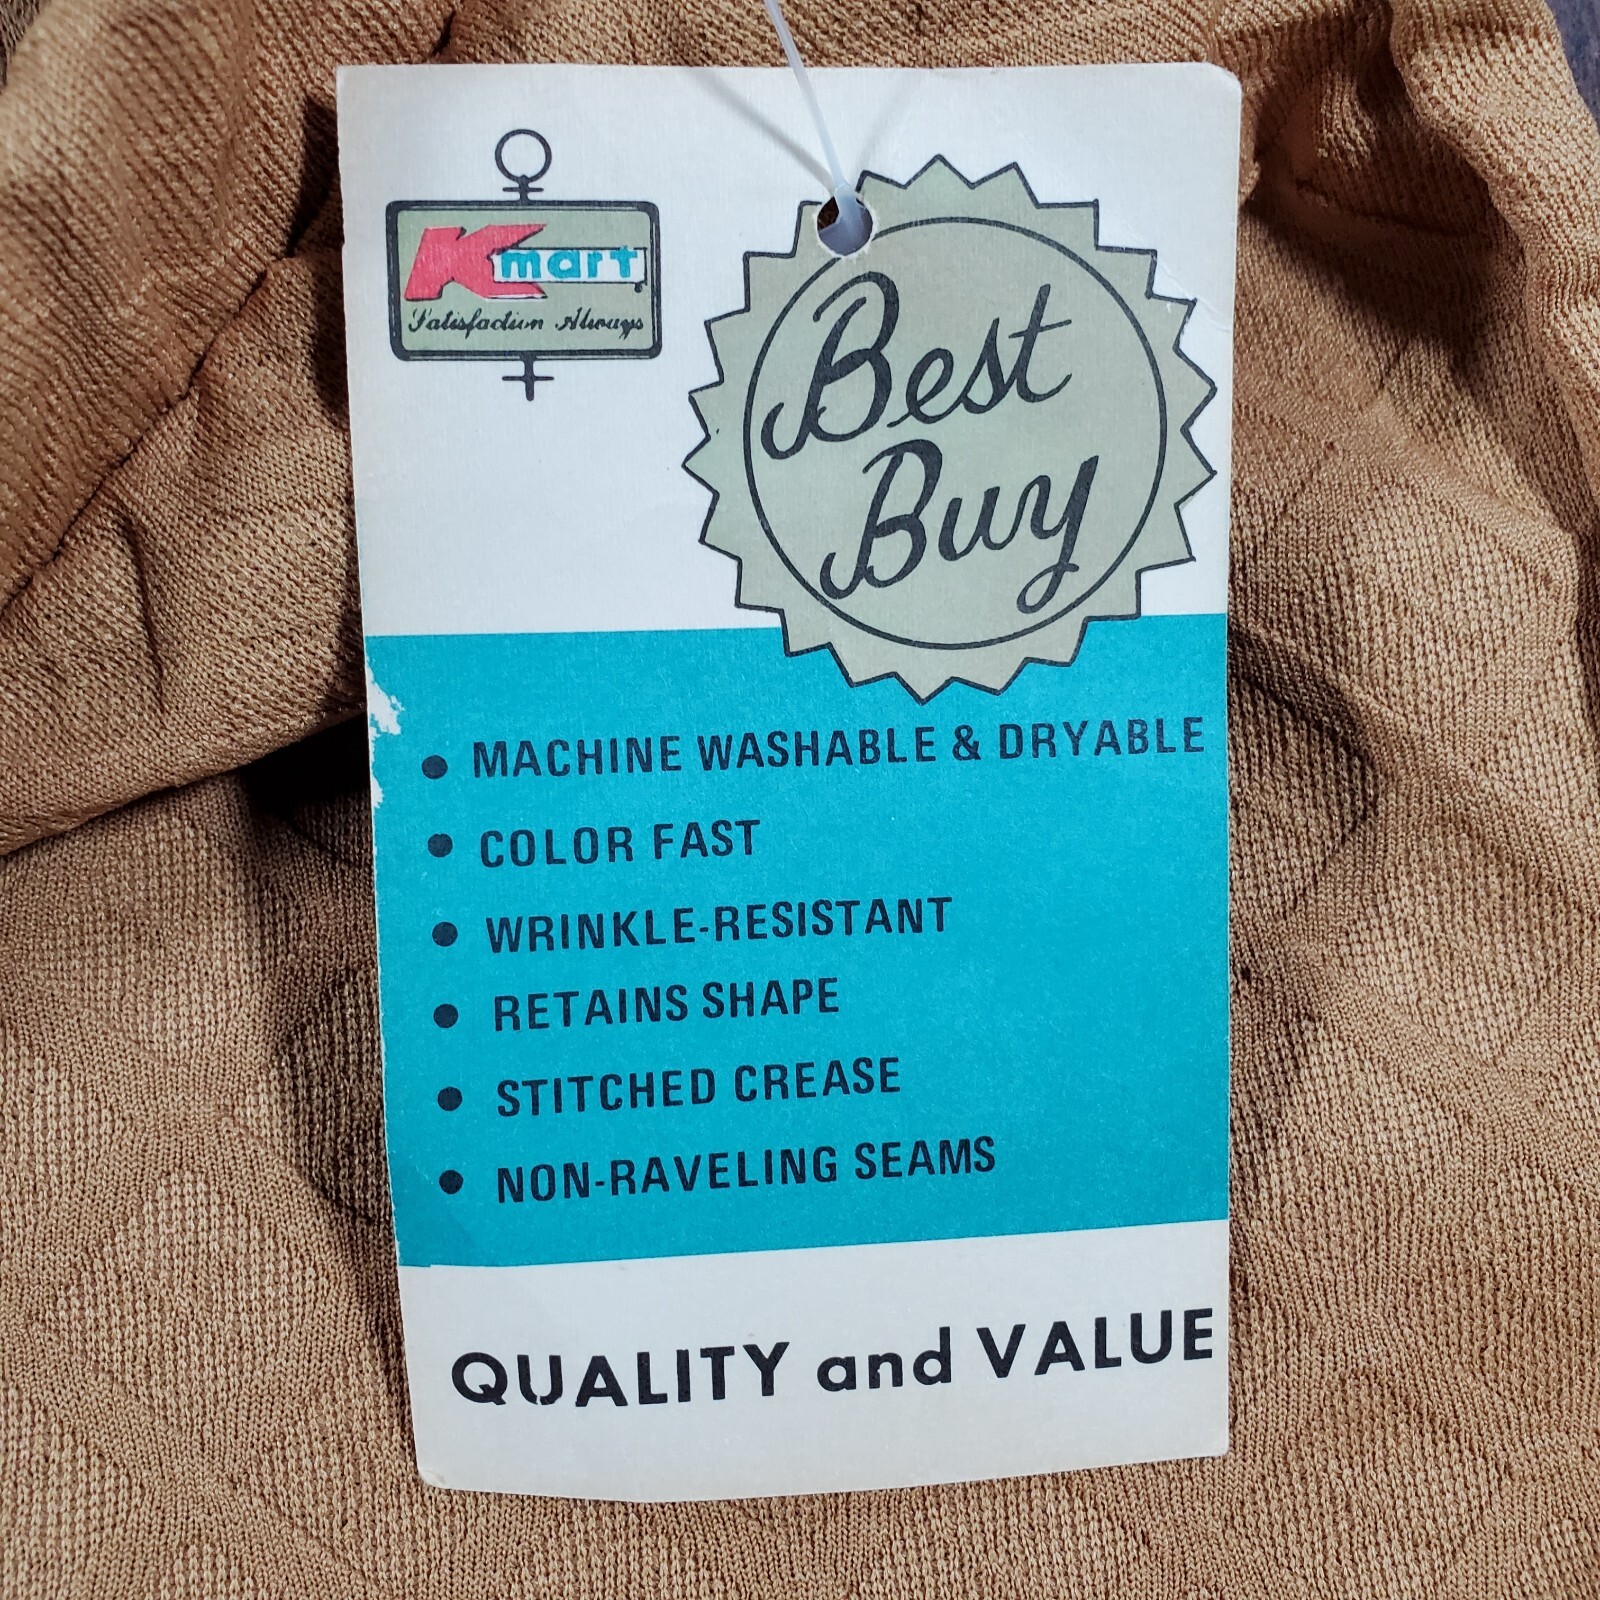 Kmart
Satisfaction Always
Best
Buy
• MACHINE WASHABLE & DRYABLE
• COLOR FAST
• WRINKLE-RESISTANT
• RETAINS SHAPE
• STITCHED CREASE
• NON-RAVELING SEAMS
QUALITY and VALUE